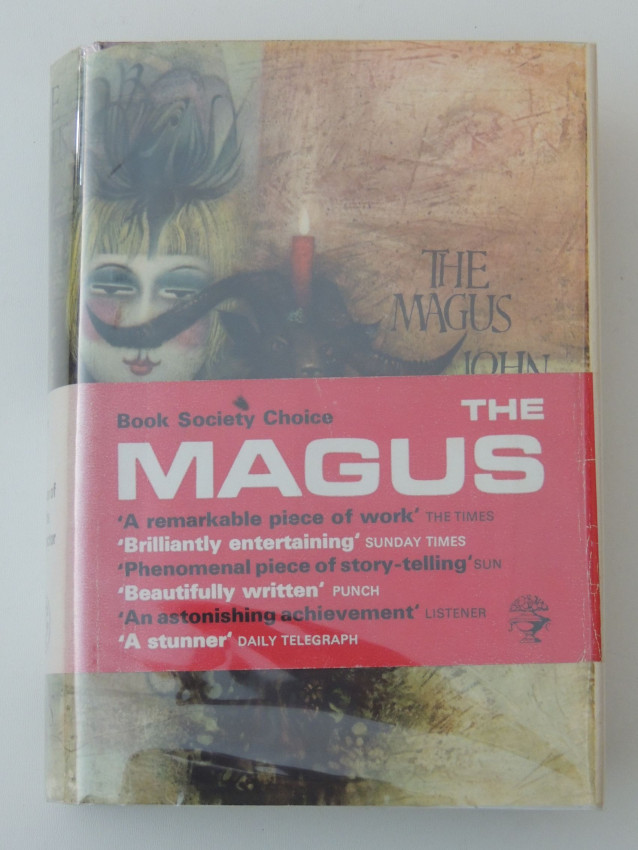 THE
MAGUS
JOHN
Book Society Choice
THE
MAGUS
'A remarkable piece of work' THE TIMES
'Brilliantly entertaining' SUNDAY TIMES
'Phenomenal piece of story-telling' SUN
'Beautifully written' PUNCH
'An astonishing achievement' LISTENER
'A stunner' DAILY TELEGRAPH